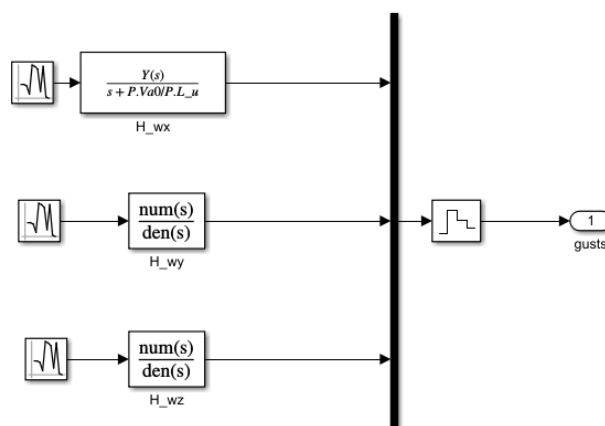 Y(s)
s + P.Va0/P.L_u
H_wx
num(s)
den(s)
H_wy
1
gusts
num(s)
den(s)
H_wz